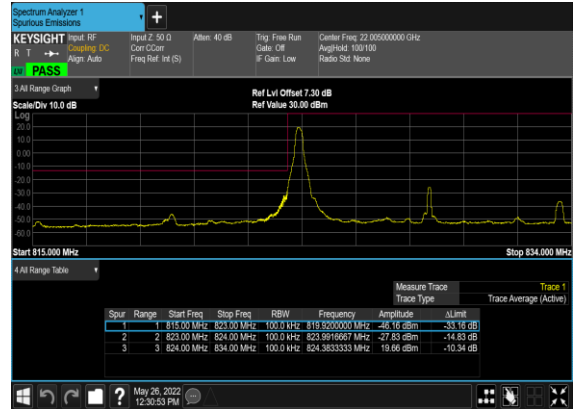 Spectrum Analyzer 1
Spurious Emissions
KEYSIGHT Input: RF Input Z: 50 Ω Atten: 40 dB Trig: Free Run Center Freq: 22.005000000 GHz
R T Coupling: DC Corr CCorr Gate: Off Avg|Hold: 100/100
Align: Auto Freq Ref: Int (S) IF Gain: Low Radio Std: None
PASS
3 All Range Graph
Ref Lvl Offset 7.30 dB
Scale/Div 10.0 dB Ref Value 30.00 dBm
Log
20.0
10.0
0.00
-10.0
-20.0
-30.0
-40.0
-50.0
-60.0
Start 815.000 MHz Stop 834.000 MHz
4 All Range Table
Measure Trace Trace 1
Trace Type Trace Average (Active)
Spur Range Start Freq Stop Freq RBW Frequency Amplitude ΔLimit
1 1 815.00 MHz 823.00 MHz 100.0 kHz 819.9200000 MHz -46.16 dBm -33.16 dB
2 2 823.00 MHz 824.00 MHz 100.0 kHz 823.9916667 MHz -27.83 dBm -14.83 dB
3 3 824.00 MHz 834.00 MHz 100.0 kHz 824.3833333 MHz 19.66 dBm -10.34 dB
? May 26, 2022
12:30:53 PM